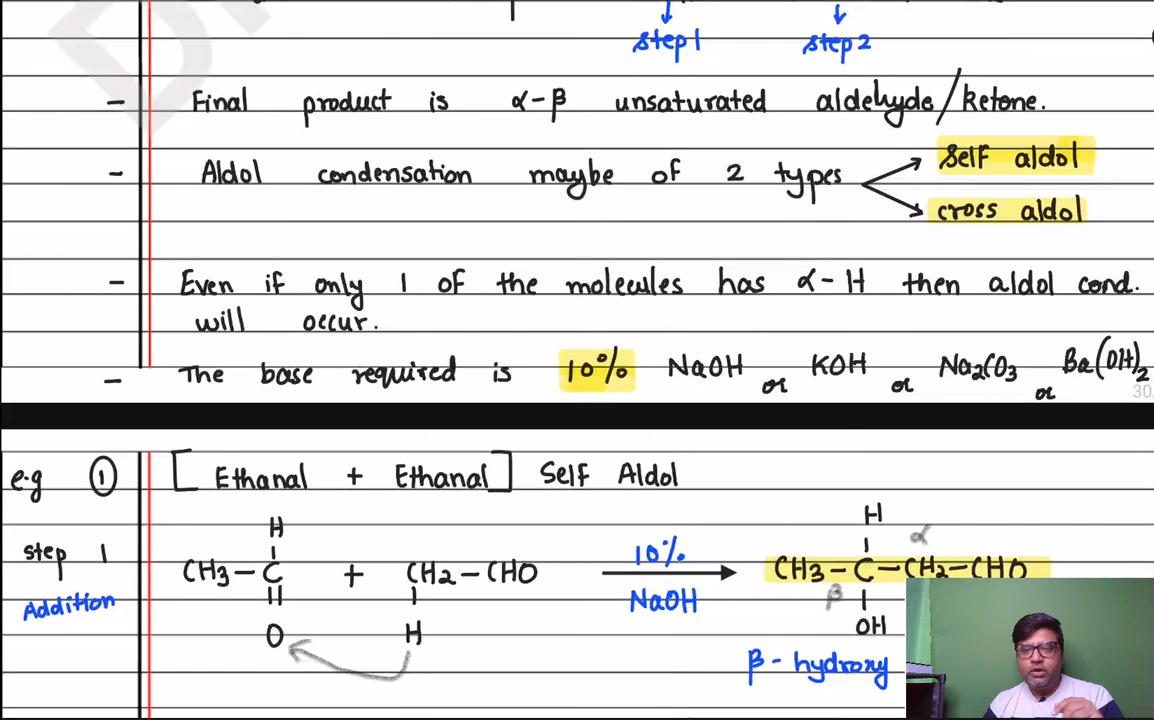 step 1 step 2
- Final product is α-β unsaturated aldehyde/ketone.
- Aldol condensation maybe of 2 types
self aldol
cross aldol
- Even if only 1 of the molecules has α-H then aldol cond.
will occur.
- The base required is 10% NaOH or KOH or Na2CO3 or Ba(OH)2
30/
e.g ① [Ethanal + Ethanal] Self Aldol
H H
α
step 1 CH3-C + CH2-CHO 10% CH3-C-CH2-CHO
Addition NaOH β
O H OH
β-hydroxy